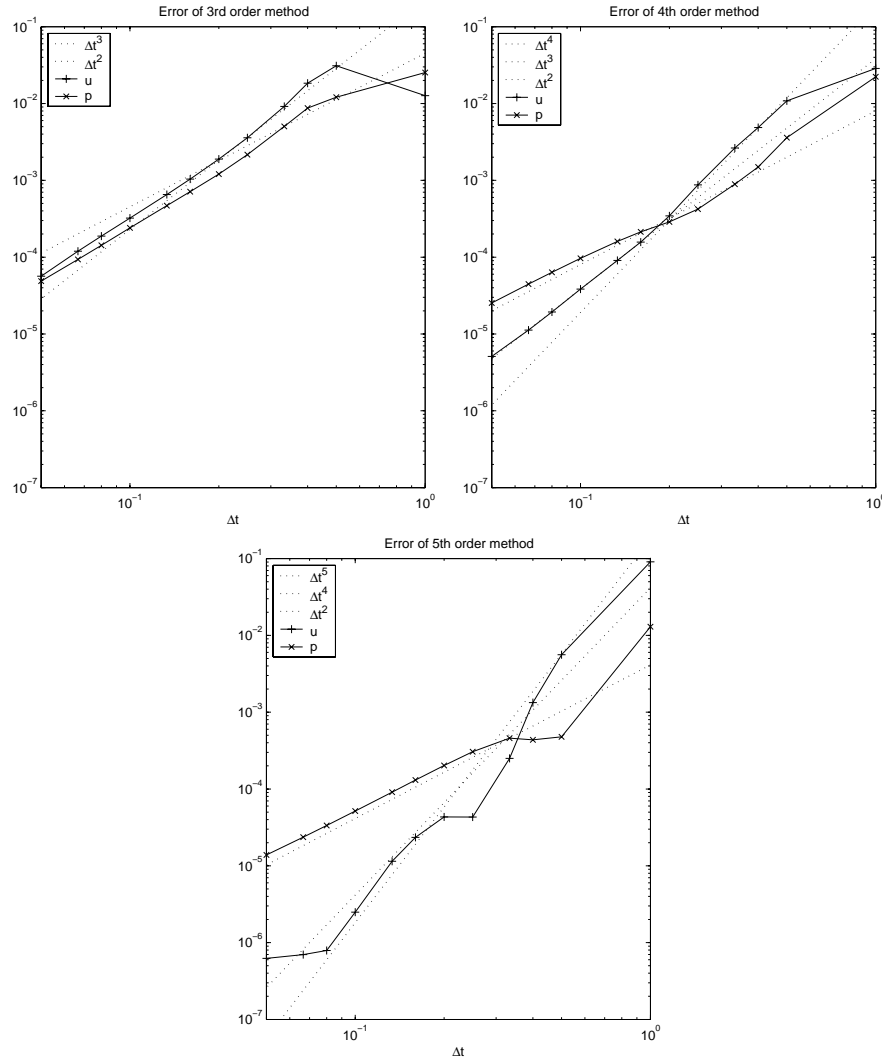 Error of 3rd order method
10⁻¹
10⁻²
10⁻³
10⁻⁴
10⁻⁵
10⁻⁶
10⁻⁷
Δt³
Δt²
u
p
10⁻¹
10⁰
Δt
Error of 4th order method
10⁻¹
10⁻²
10⁻³
10⁻⁴
10⁻⁵
10⁻⁶
10⁻⁷
Δt⁴
Δt³
Δt²
u
p
10⁻¹
10⁰
Δt
Error of 5th order method
10⁻¹
10⁻²
10⁻³
10⁻⁴
10⁻⁵
10⁻⁶
10⁻⁷
Δt⁵
Δt⁴
Δt²
u
p
10⁻¹
10⁰
Δt